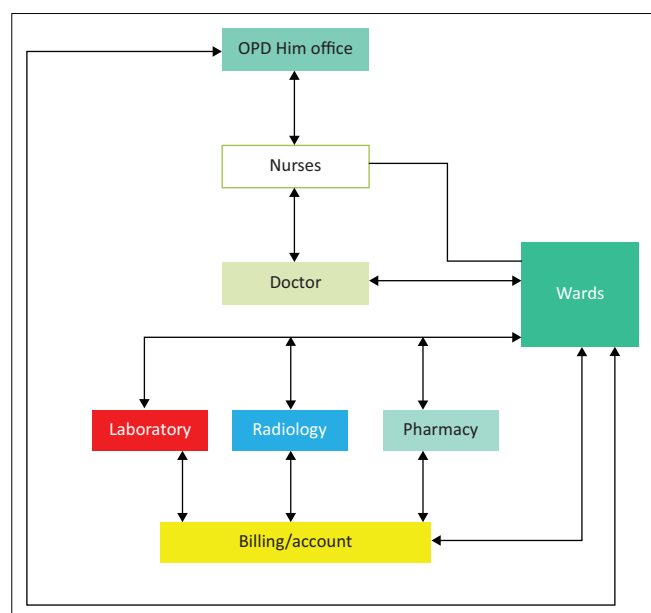 OPD Him office
Nurses
Doctor
Wards
Laboratory
Radiology
Pharmacy
Billing/account